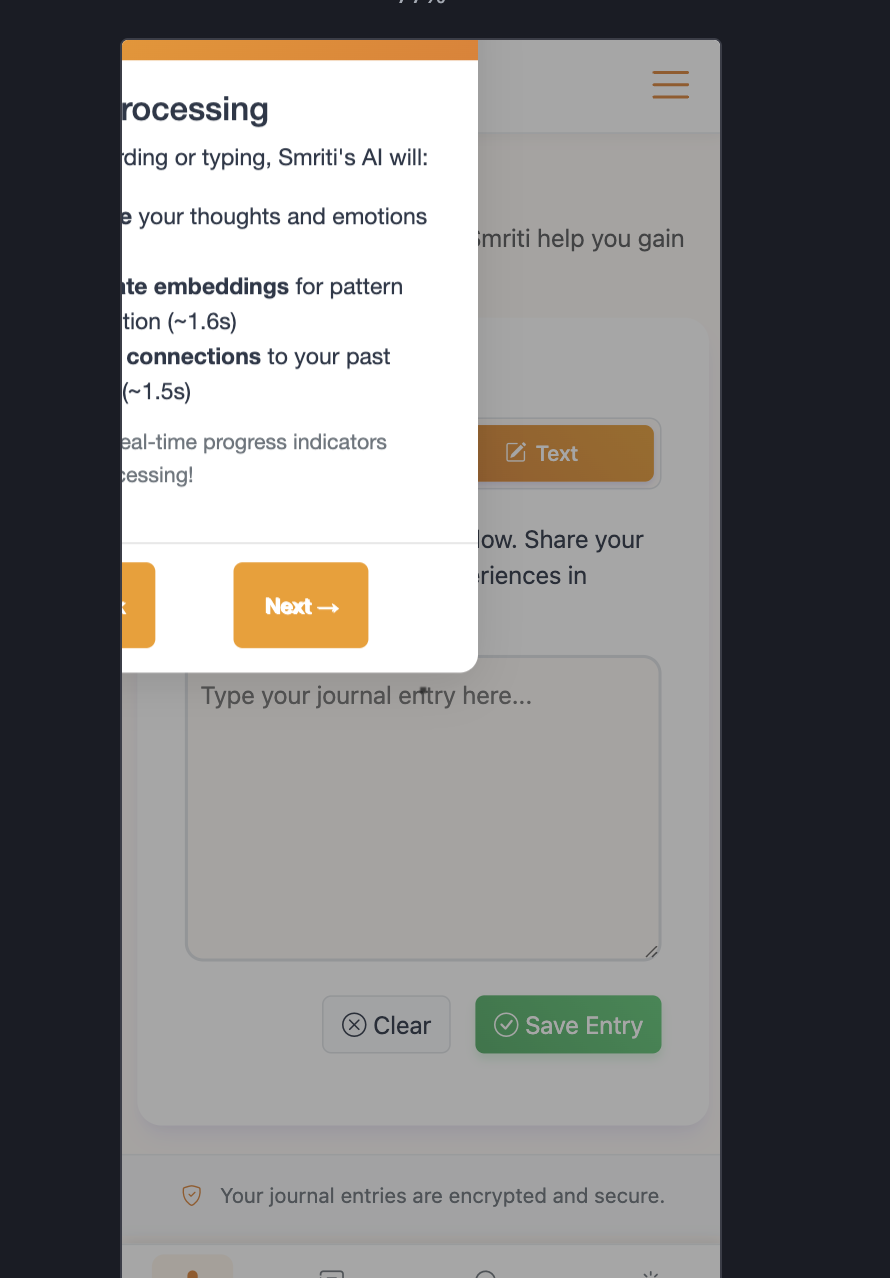 rocessing
rding or typing, Smriti's AI will:
e your thoughts and emotions
Smriti help you gain
ate embeddings for pattern
tion (~1.6s)
connections to your past
(~1.5s)
eal-time progress indicators
cessing!
Text
low. Share your
eriences in
Next →
Type your journal entry here...
Clear
Save Entry
Your journal entries are encrypted and secure.